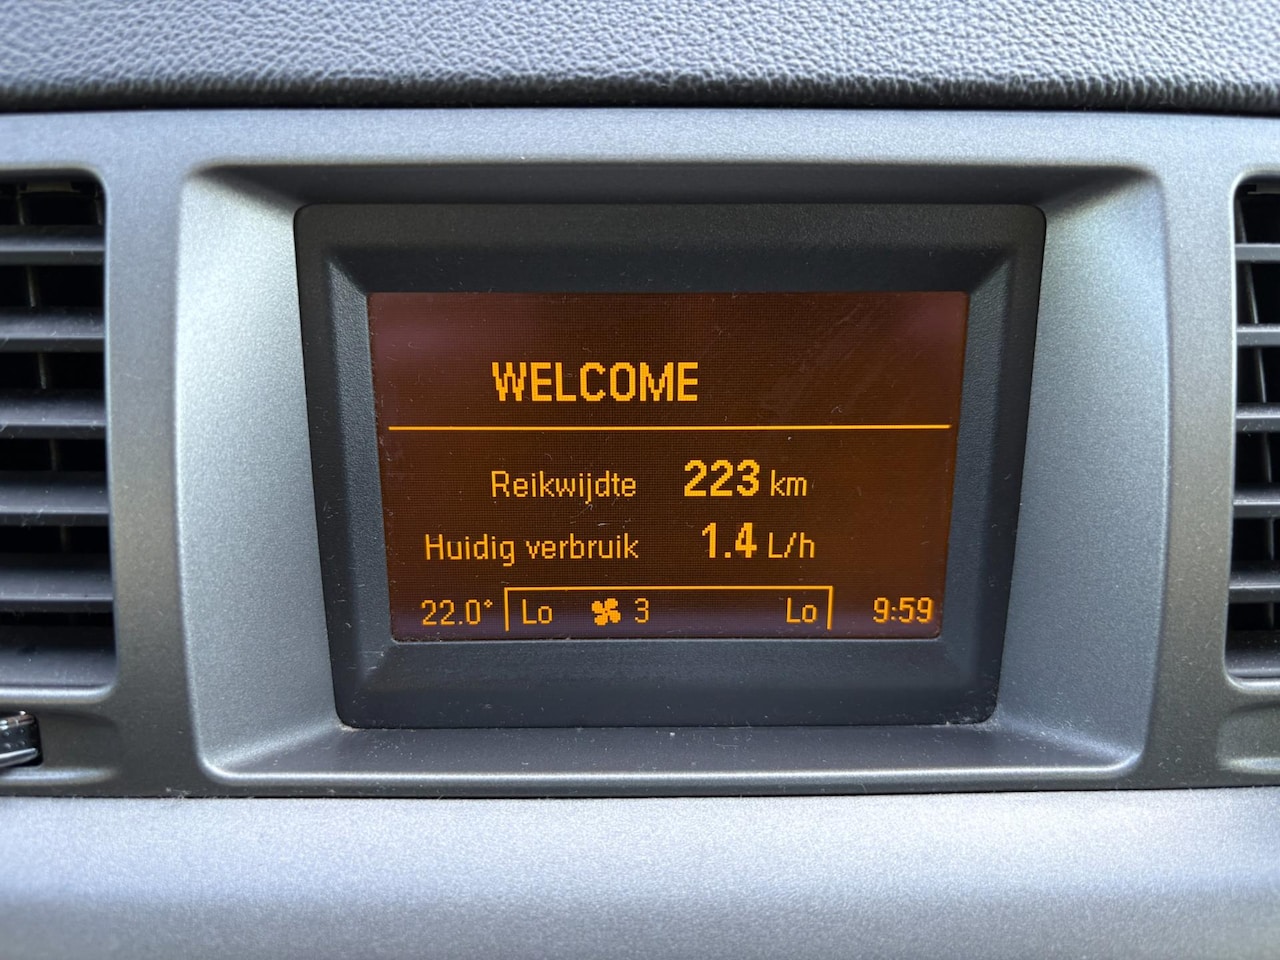 WELCOME
Reikwijdte 223 km
Huidig verbruik 1.4 L/h
22.0° Lo 3 Lo 9:59